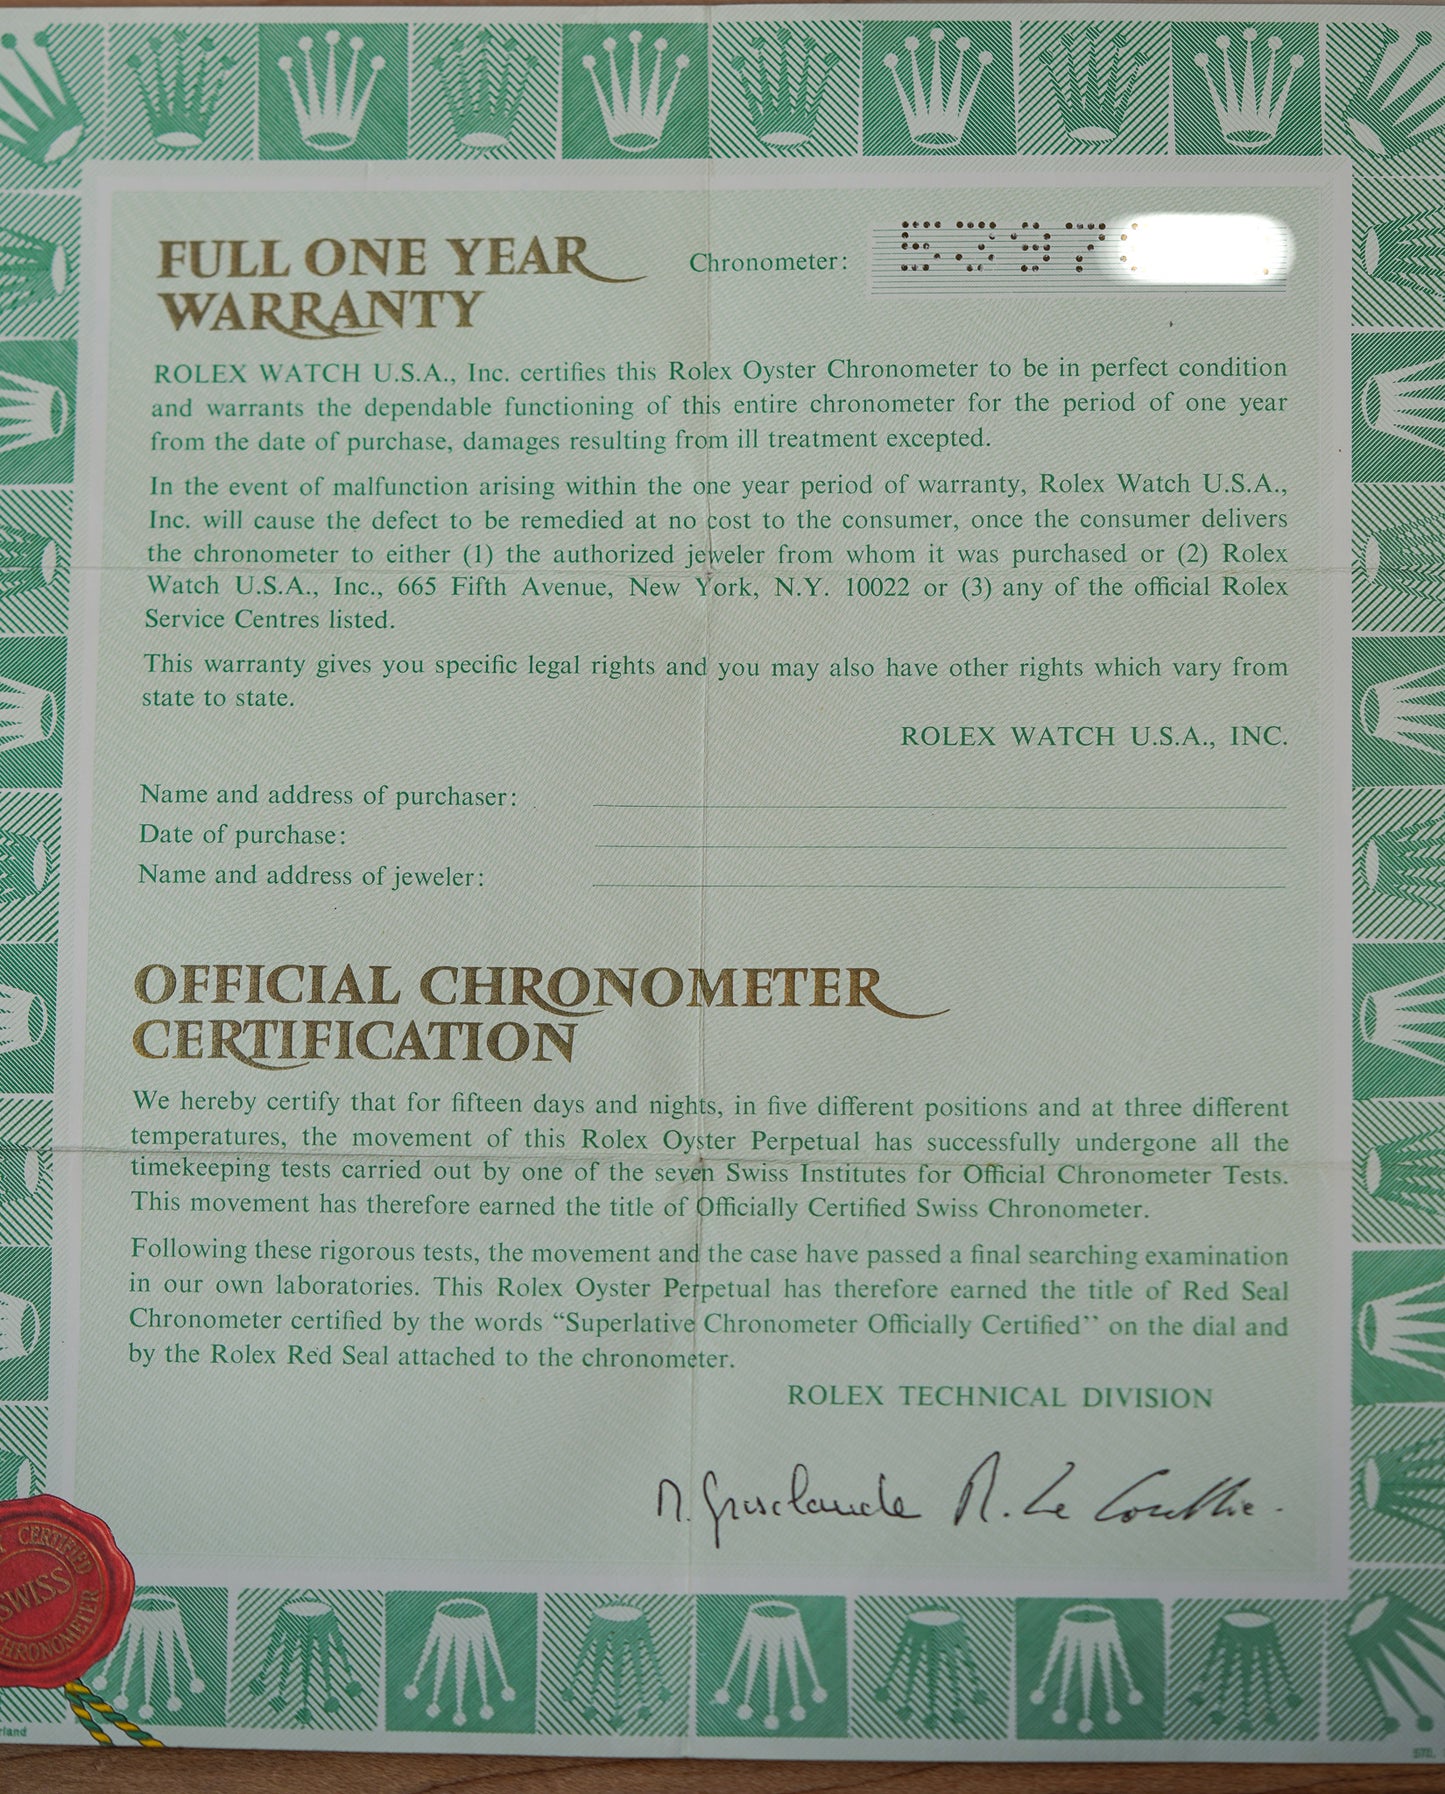 FULL ONE YEAR
WARRANTY
Chronometer:
ROLEX WATCH U.S.A., Inc. certifies this Rolex Oyster Chronometer to be in perfect condition
and warrants the dependable functioning of this entire chronometer for the period of one year
from the date of purchase, damages resulting from ill treatment excepted.
In the event of malfunction arising within the one year period of warranty, Rolex Watch U.S.A.,
Inc. will cause the defect to be remedied at no cost to the consumer, once the consumer delivers
the chronometer to either (1) the authorized jeweler from whom it was purchased or (2) Rolex
Watch U.S.A., Inc., 665 Fifth Avenue, New York, N.Y. 10022 or (3) any of the official Rolex
Service Centres listed.
This warranty gives you specific legal rights and you may also have other rights which vary from
state to state.
ROLEX WATCH U.S.A., INC.
Name and address of purchaser:
Date of purchase:
Name and address of jeweler:
OFFICIAL CHRONOMETER
CERTIFICATION
We hereby certify that for fifteen days and nights, in five different positions and at three different
temperatures, the movement of this Rolex Oyster Perpetual has successfully undergone all the
timekeeping tests carried out by one of the seven Swiss Institutes for Official Chronometer Tests.
This movement has therefore earned the title of Officially Certified Swiss Chronometer.
Following these rigorous tests, the movement and the case have passed a final searching examination
in our own laboratories. This Rolex Oyster Perpetual has therefore earned the title of Red Seal
Chronometer certified by the words “Superlative Chronometer Officially Certified” on the dial and
by the Rolex Red Seal attached to the chronometer.
ROLEX TECHNICAL DIVISION
CERTIFIED
SWISS
CHRONOMETER